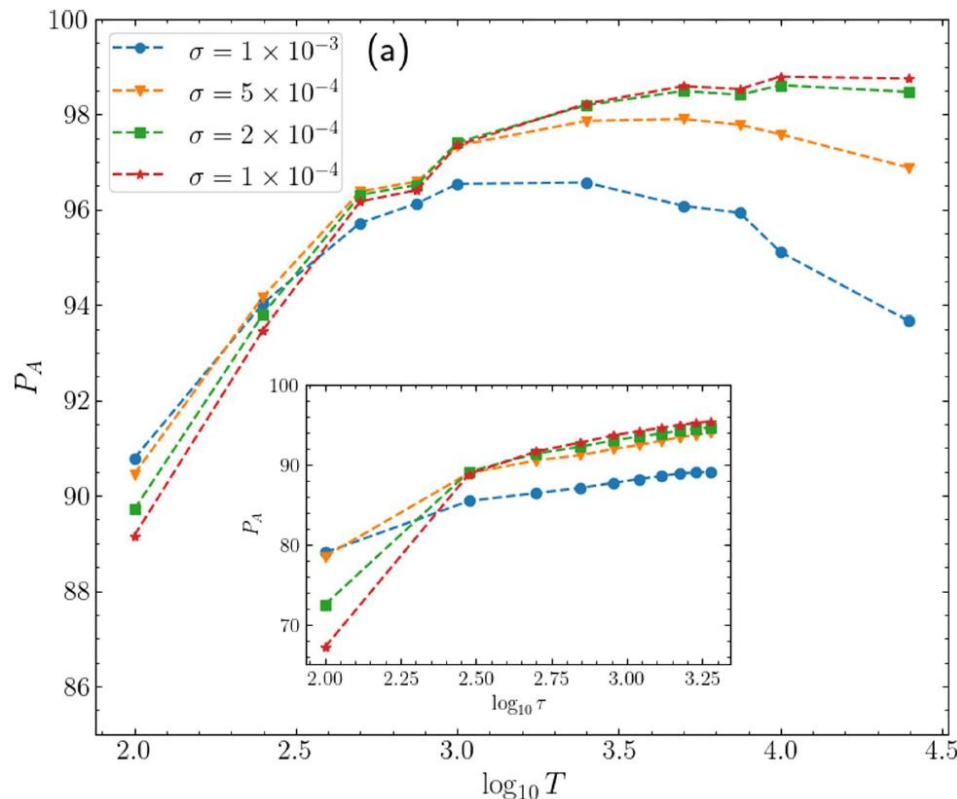 100
98
96
94
92
90
88
86
P_A
(a)
σ = 1 × 10⁻³
σ = 5 × 10⁻⁴
σ = 2 × 10⁻⁴
σ = 1 × 10⁻⁴
100
90
80
70
P_A
2.00 2.25 2.50 2.75 3.00 3.25
log₁₀ τ
2.0 2.5 3.0 3.5 4.0 4.5
log₁₀ T